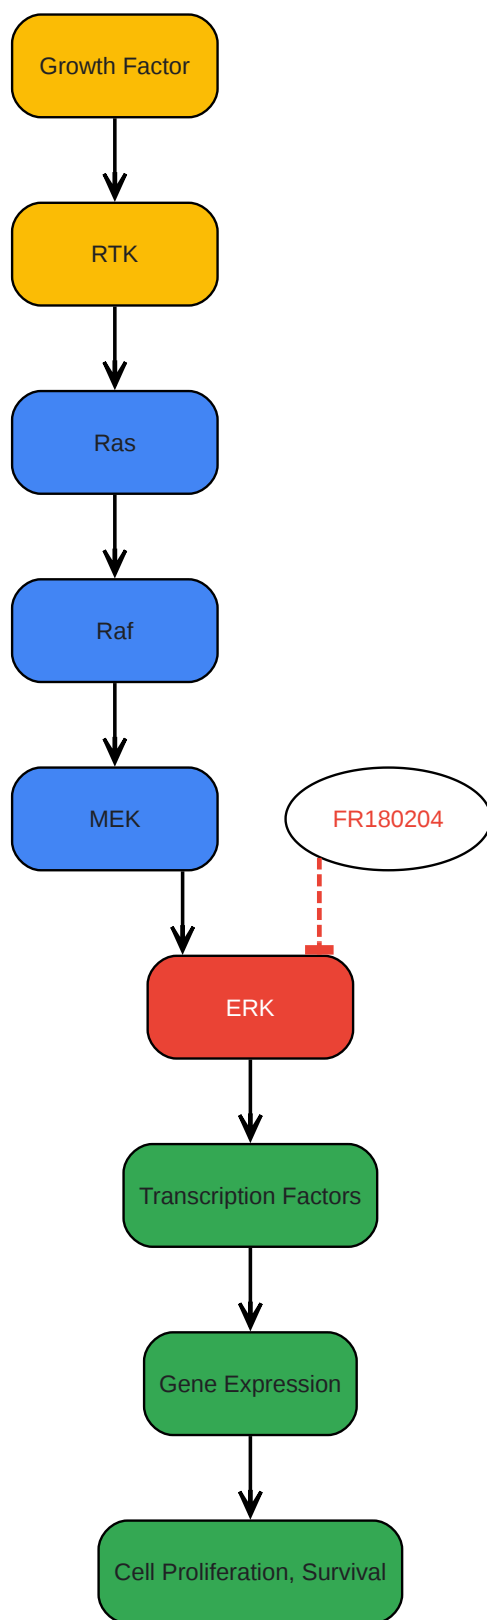 Growth Factor
RTK
Ras
Raf
MEK
FR180204
ERK
Transcription Factors
Gene Expression
Cell Proliferation, Survival